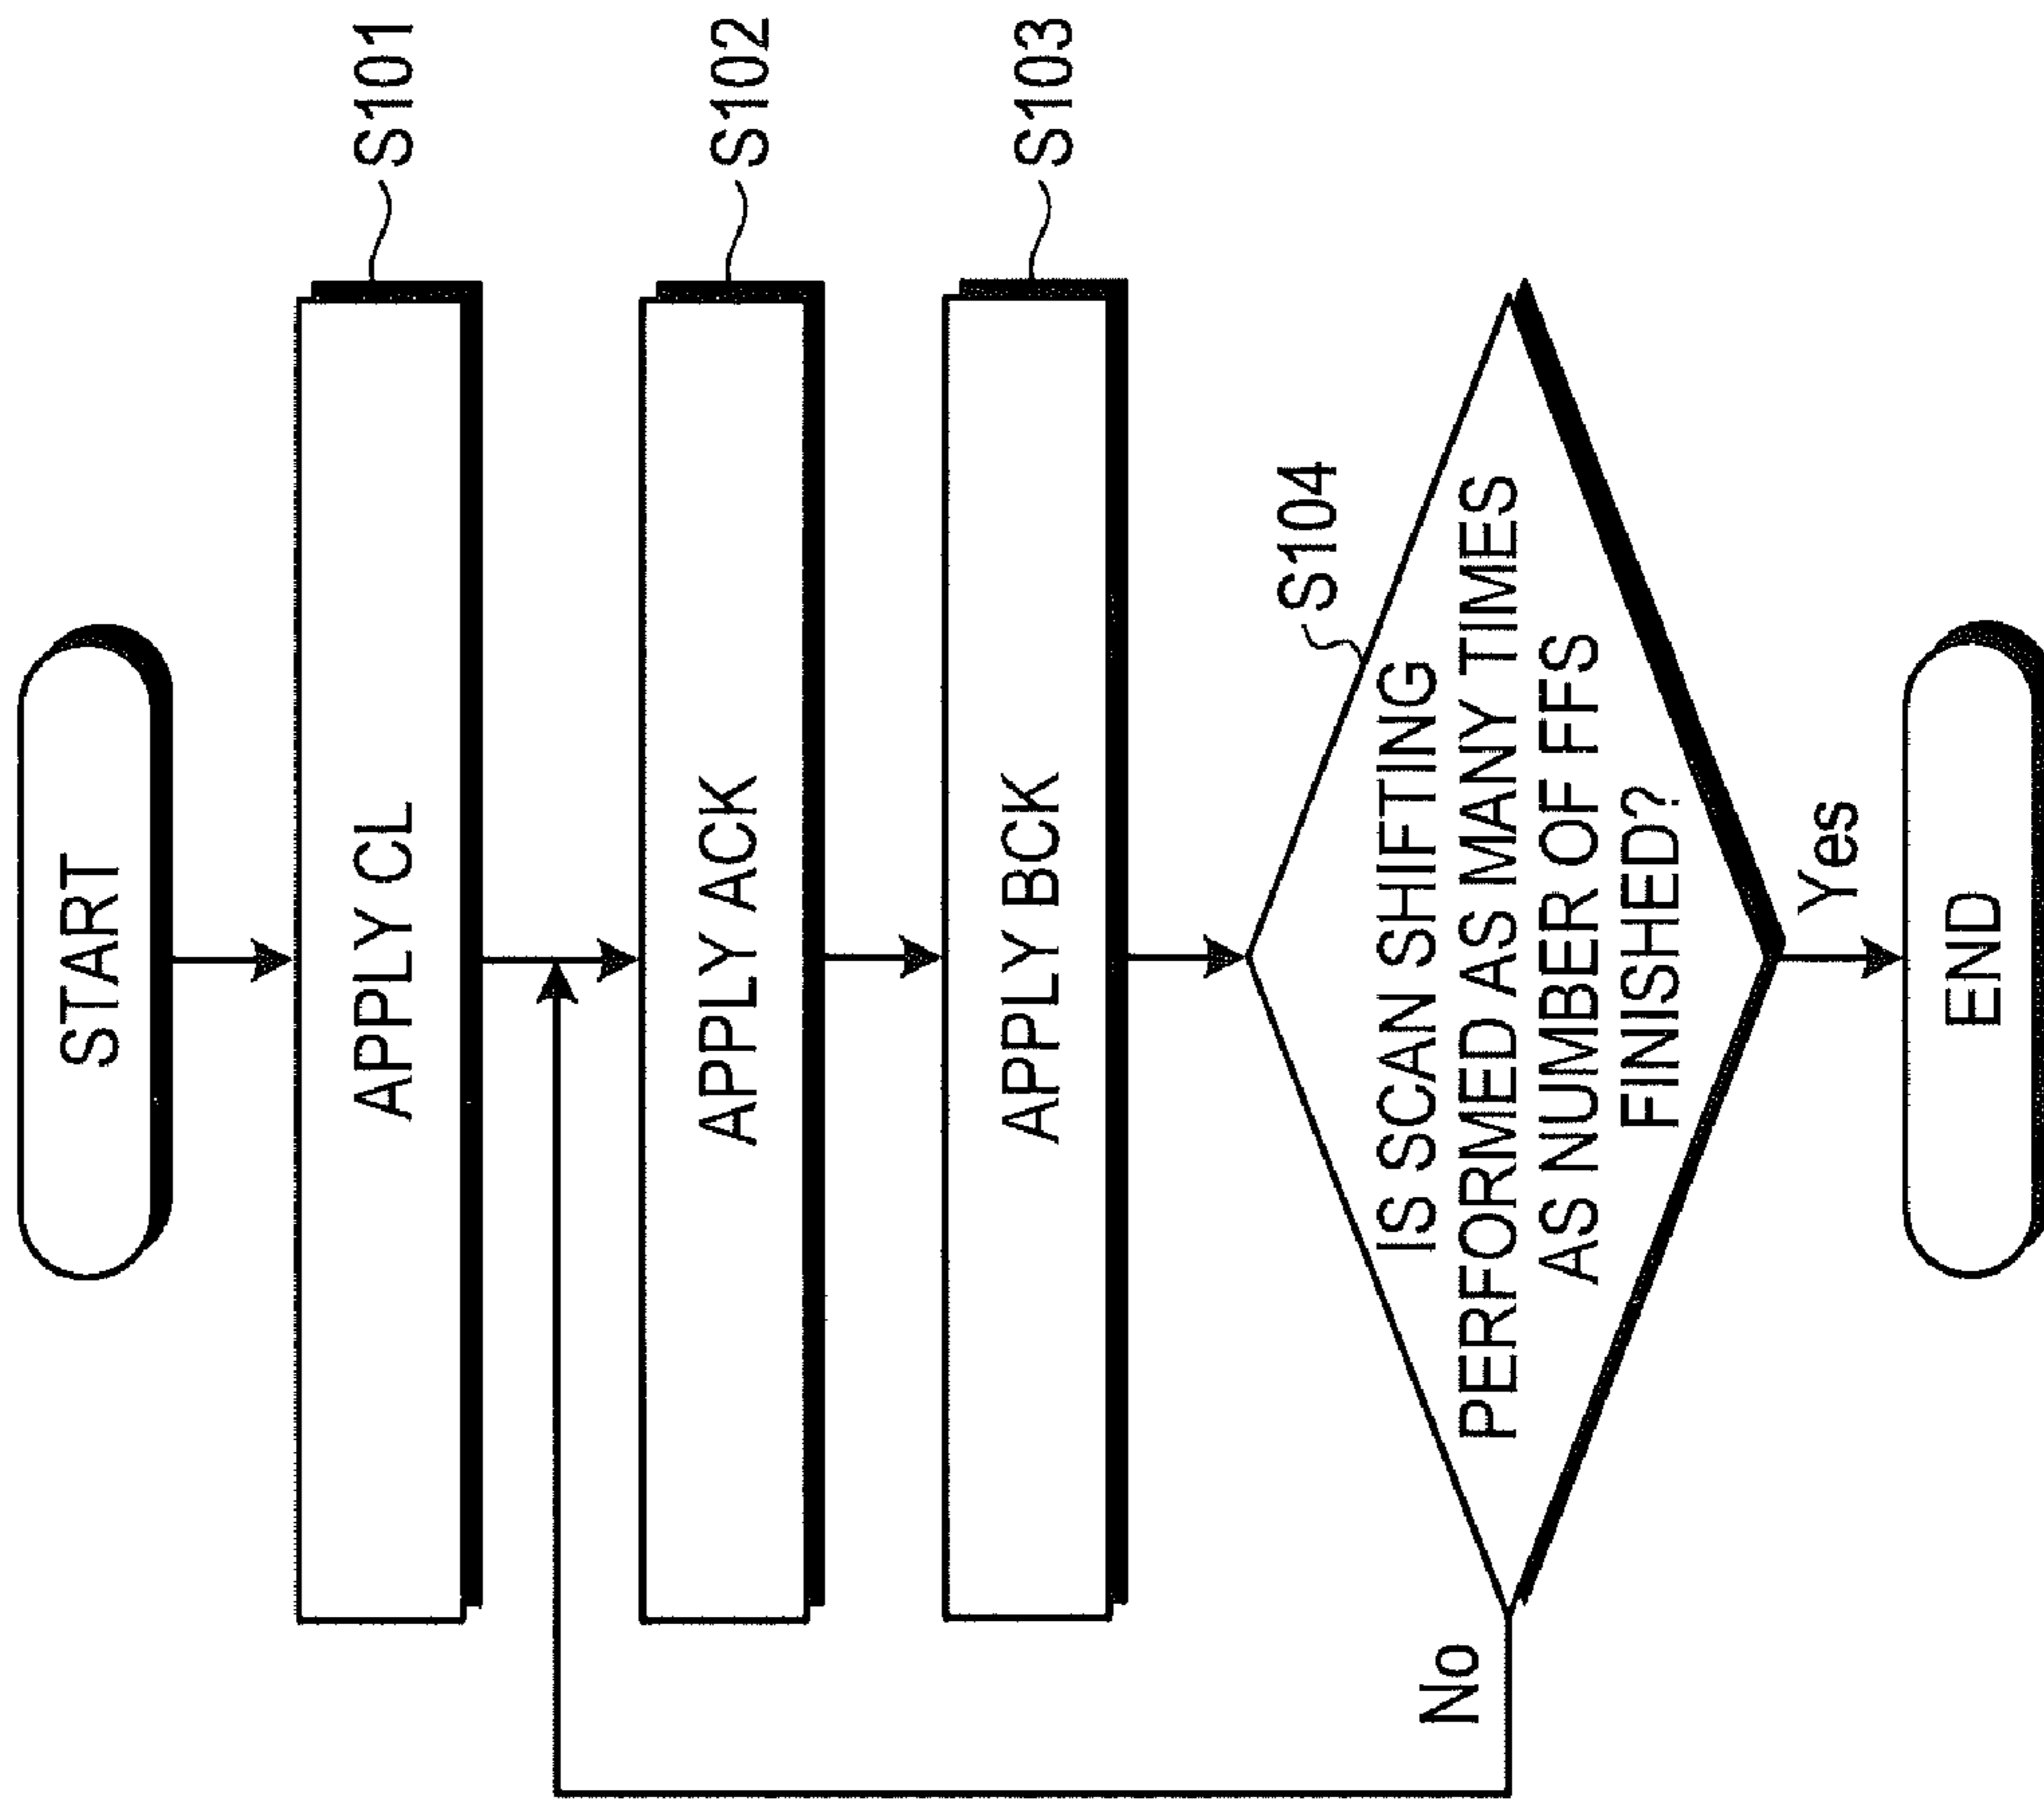 START
APPLY CL
S101
APPLY ACK
S102
APPLY BCK
S103
S104
IS SCAN SHIFTING
PERFORMED AS MANY TIMES
AS NUMBER OF FFS
FINISHED?
No
Yes
END